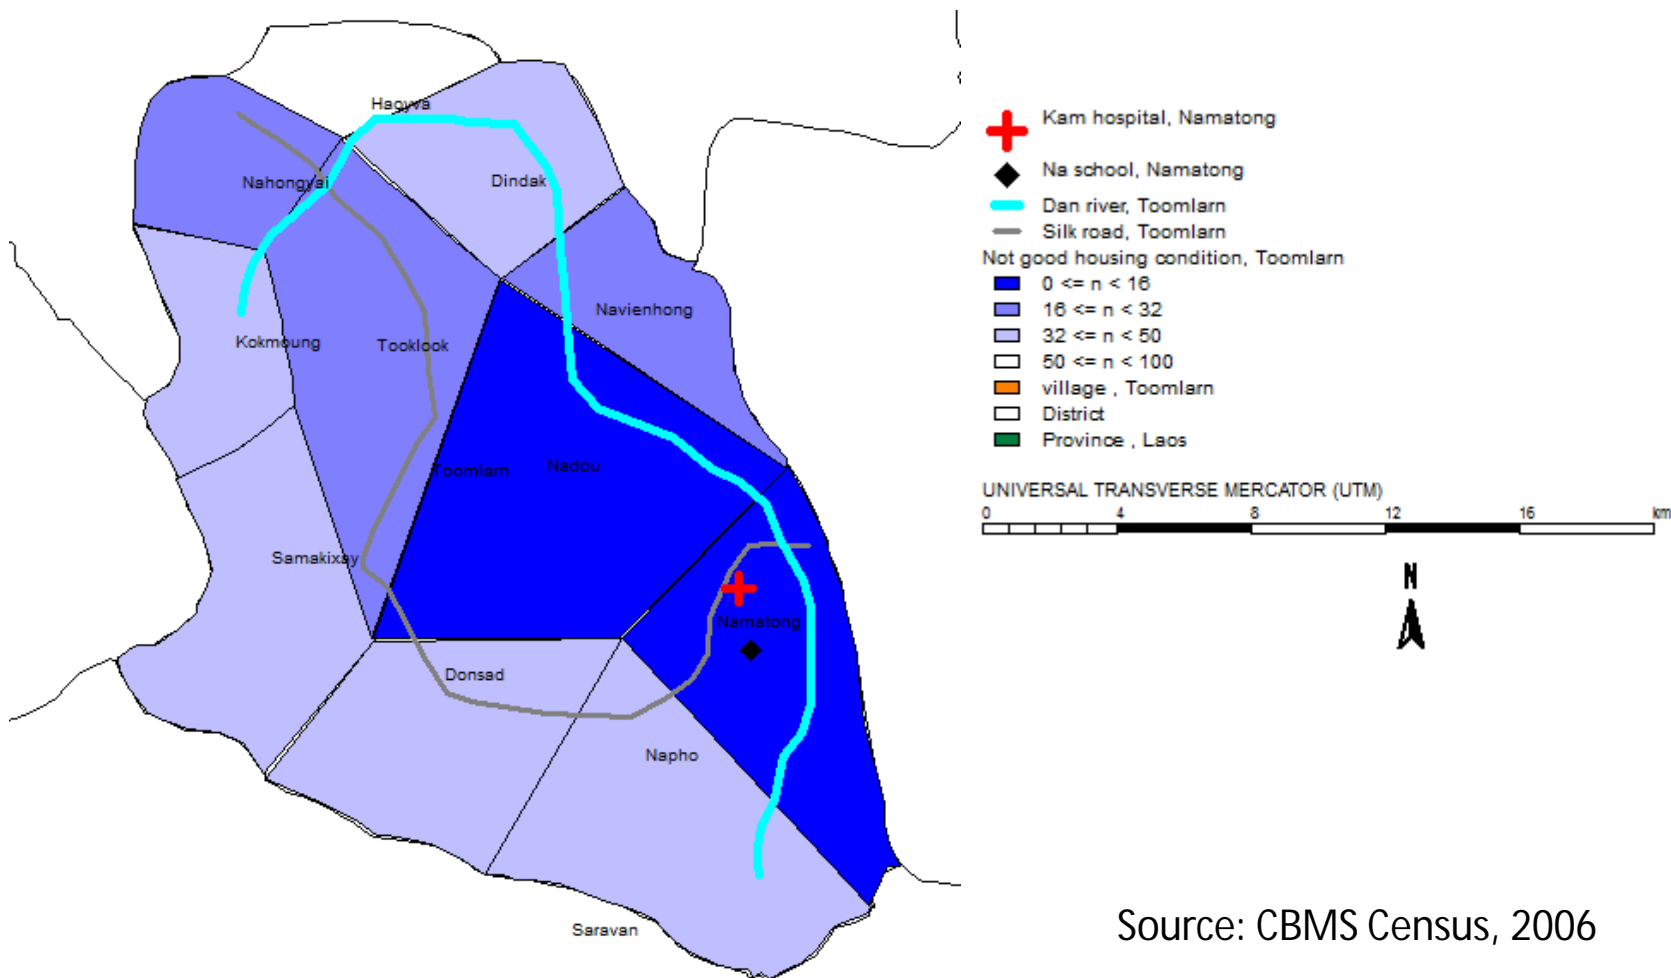 Haoyva
Nahongyai
Dindak
Navienhong
Kokmoung
Tooklook
Toomlarn
Nadou
Samakixay
Namatong
Donsad
Napho
Saravan
Kam hospital, Namatong
Na school, Namatong
Dan river, Toomlarn
Silk road, Toomlarn
Not good housing condition, Toomlarn
0 <= n < 16
16 <= n < 32
32 <= n < 50
50 <= n < 100
village , Toomlarn
District
Province , Laos
UNIVERSAL TRANSVERSE MERCATOR (UTM)
0 4 8 12 16 km
N
Source: CBMS Census, 2006